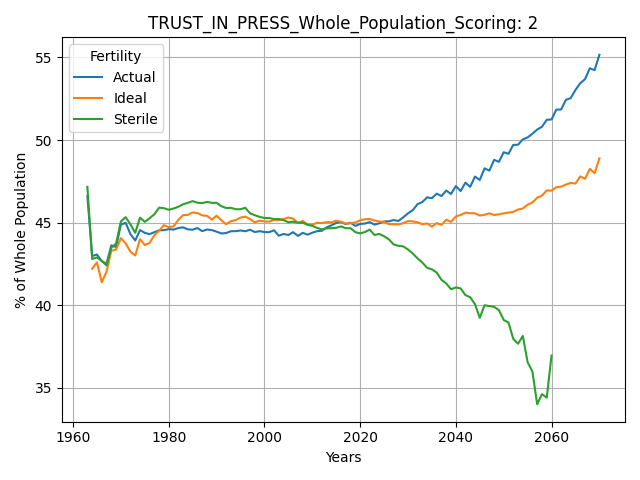 TRUST_IN_PRESS_Whole_Population_Scoring: 2
Fertility
Actual
Ideal
Sterile
% of Whole Population
55
50
45
40
35
1960 1980 2000 2020 2040 2060
Years